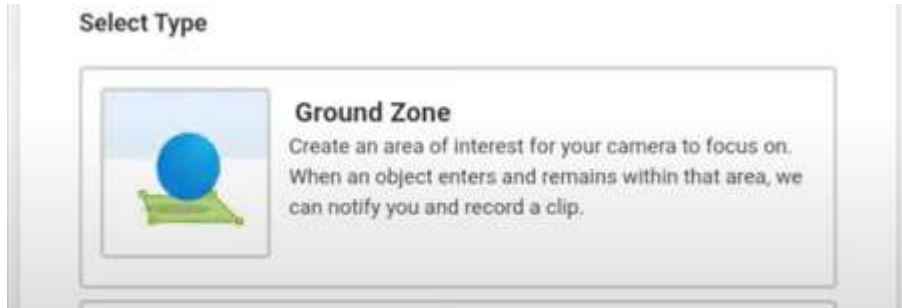 Select Type
Ground Zone
Create an area of interest for your camera to focus on.
When an object enters and remains within that area, we
can notify you and record a clip.